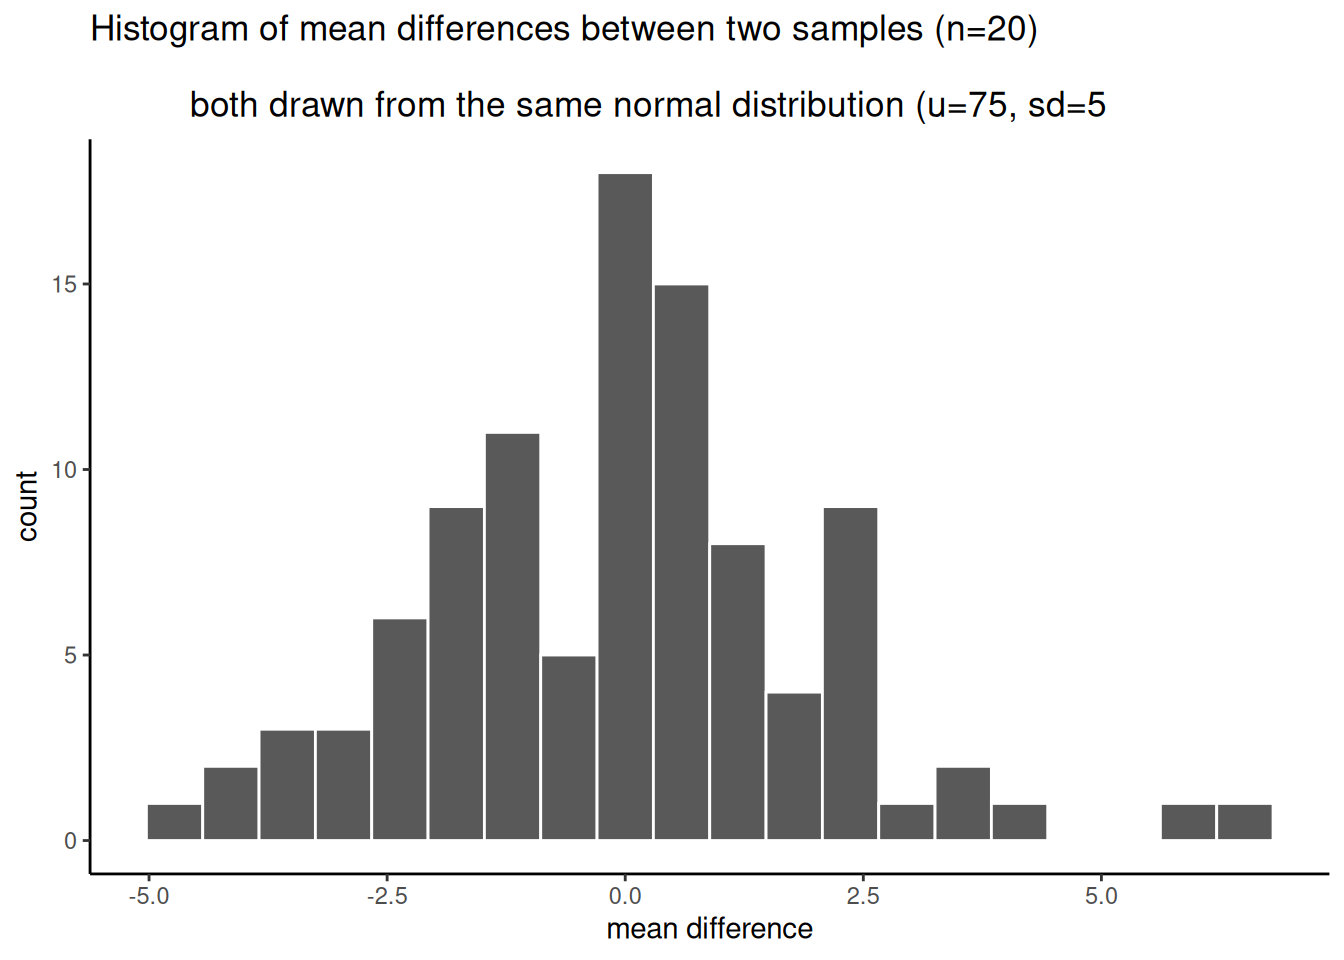 Histogram of mean differences between two samples (n=20)
both drawn from the same normal distribution (u=75, sd=5
15
10
5
0
count
-5.0
-2.5
0.0
2.5
5.0
mean difference